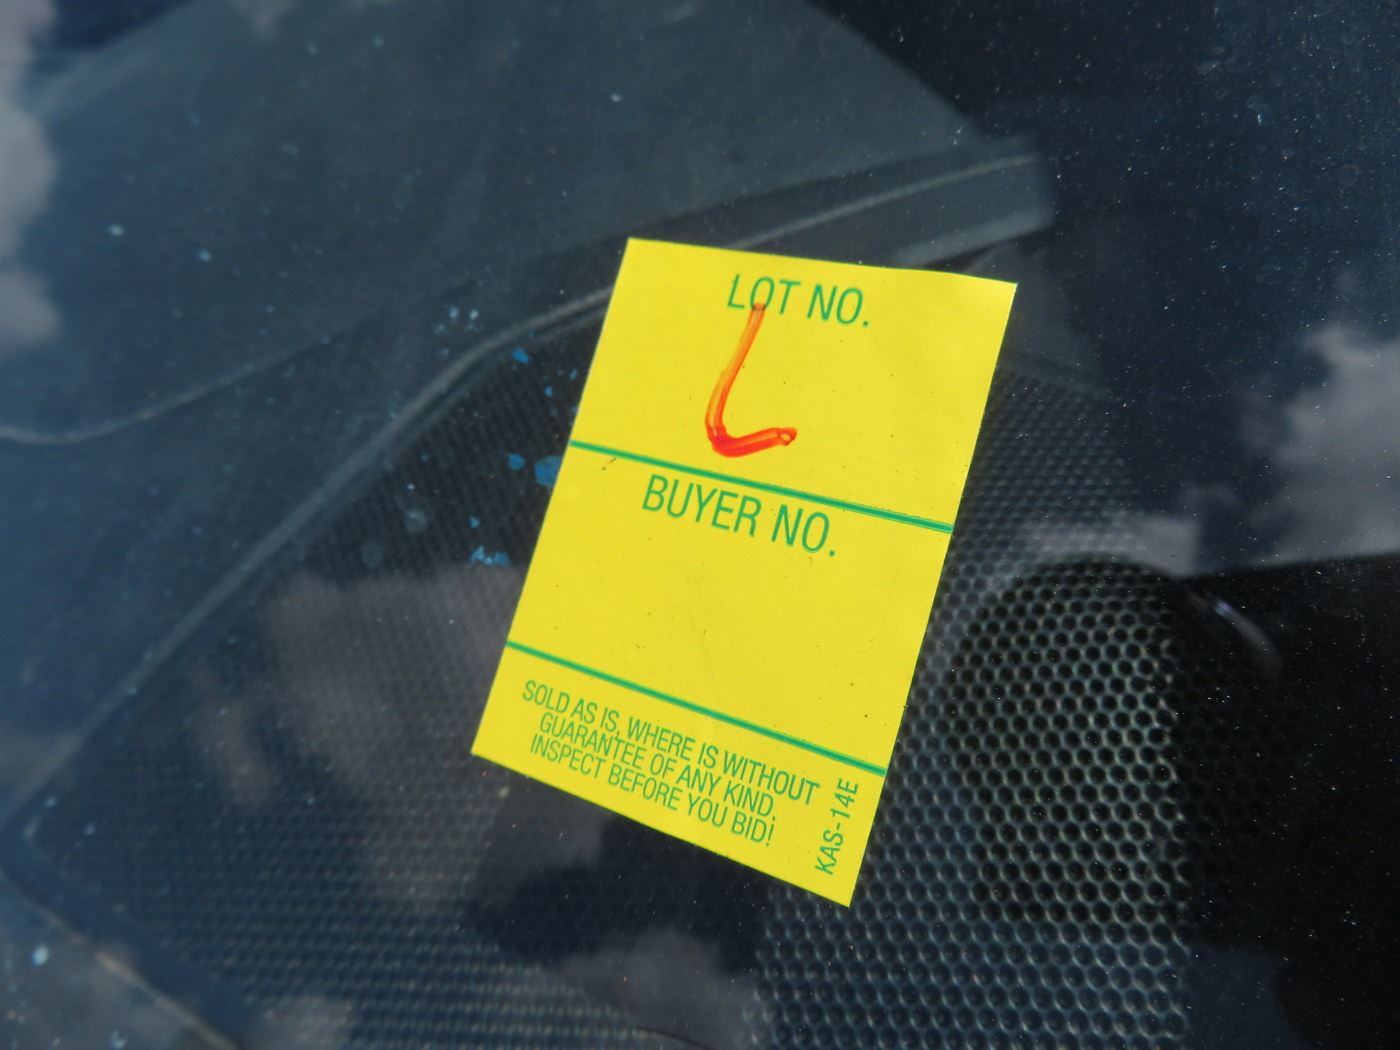 LOT NO.
L
BUYER NO.
SOLD AS IS, WHERE IS WITHOUT
GUARANTEE OF ANY KIND,
INSPECT BEFORE YOU BID!
KAS-14E